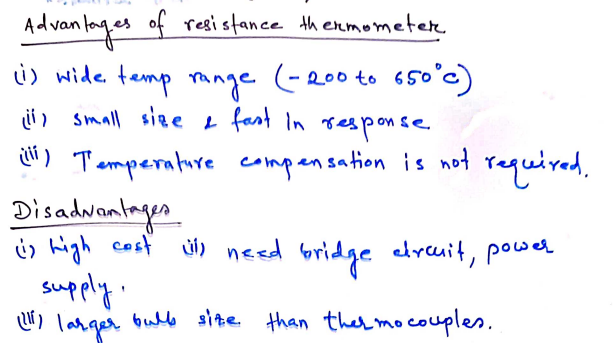 Advantages of resistance thermometer
(i) wide temp range (-200 to 650°C)
(ii) small size & fast in response
(iii) Temperature compensation is not required.
Disadvantages
(i) high cost (ii) need bridge circuit, power
supply.
(iii) larger bulb size than thermocouples.